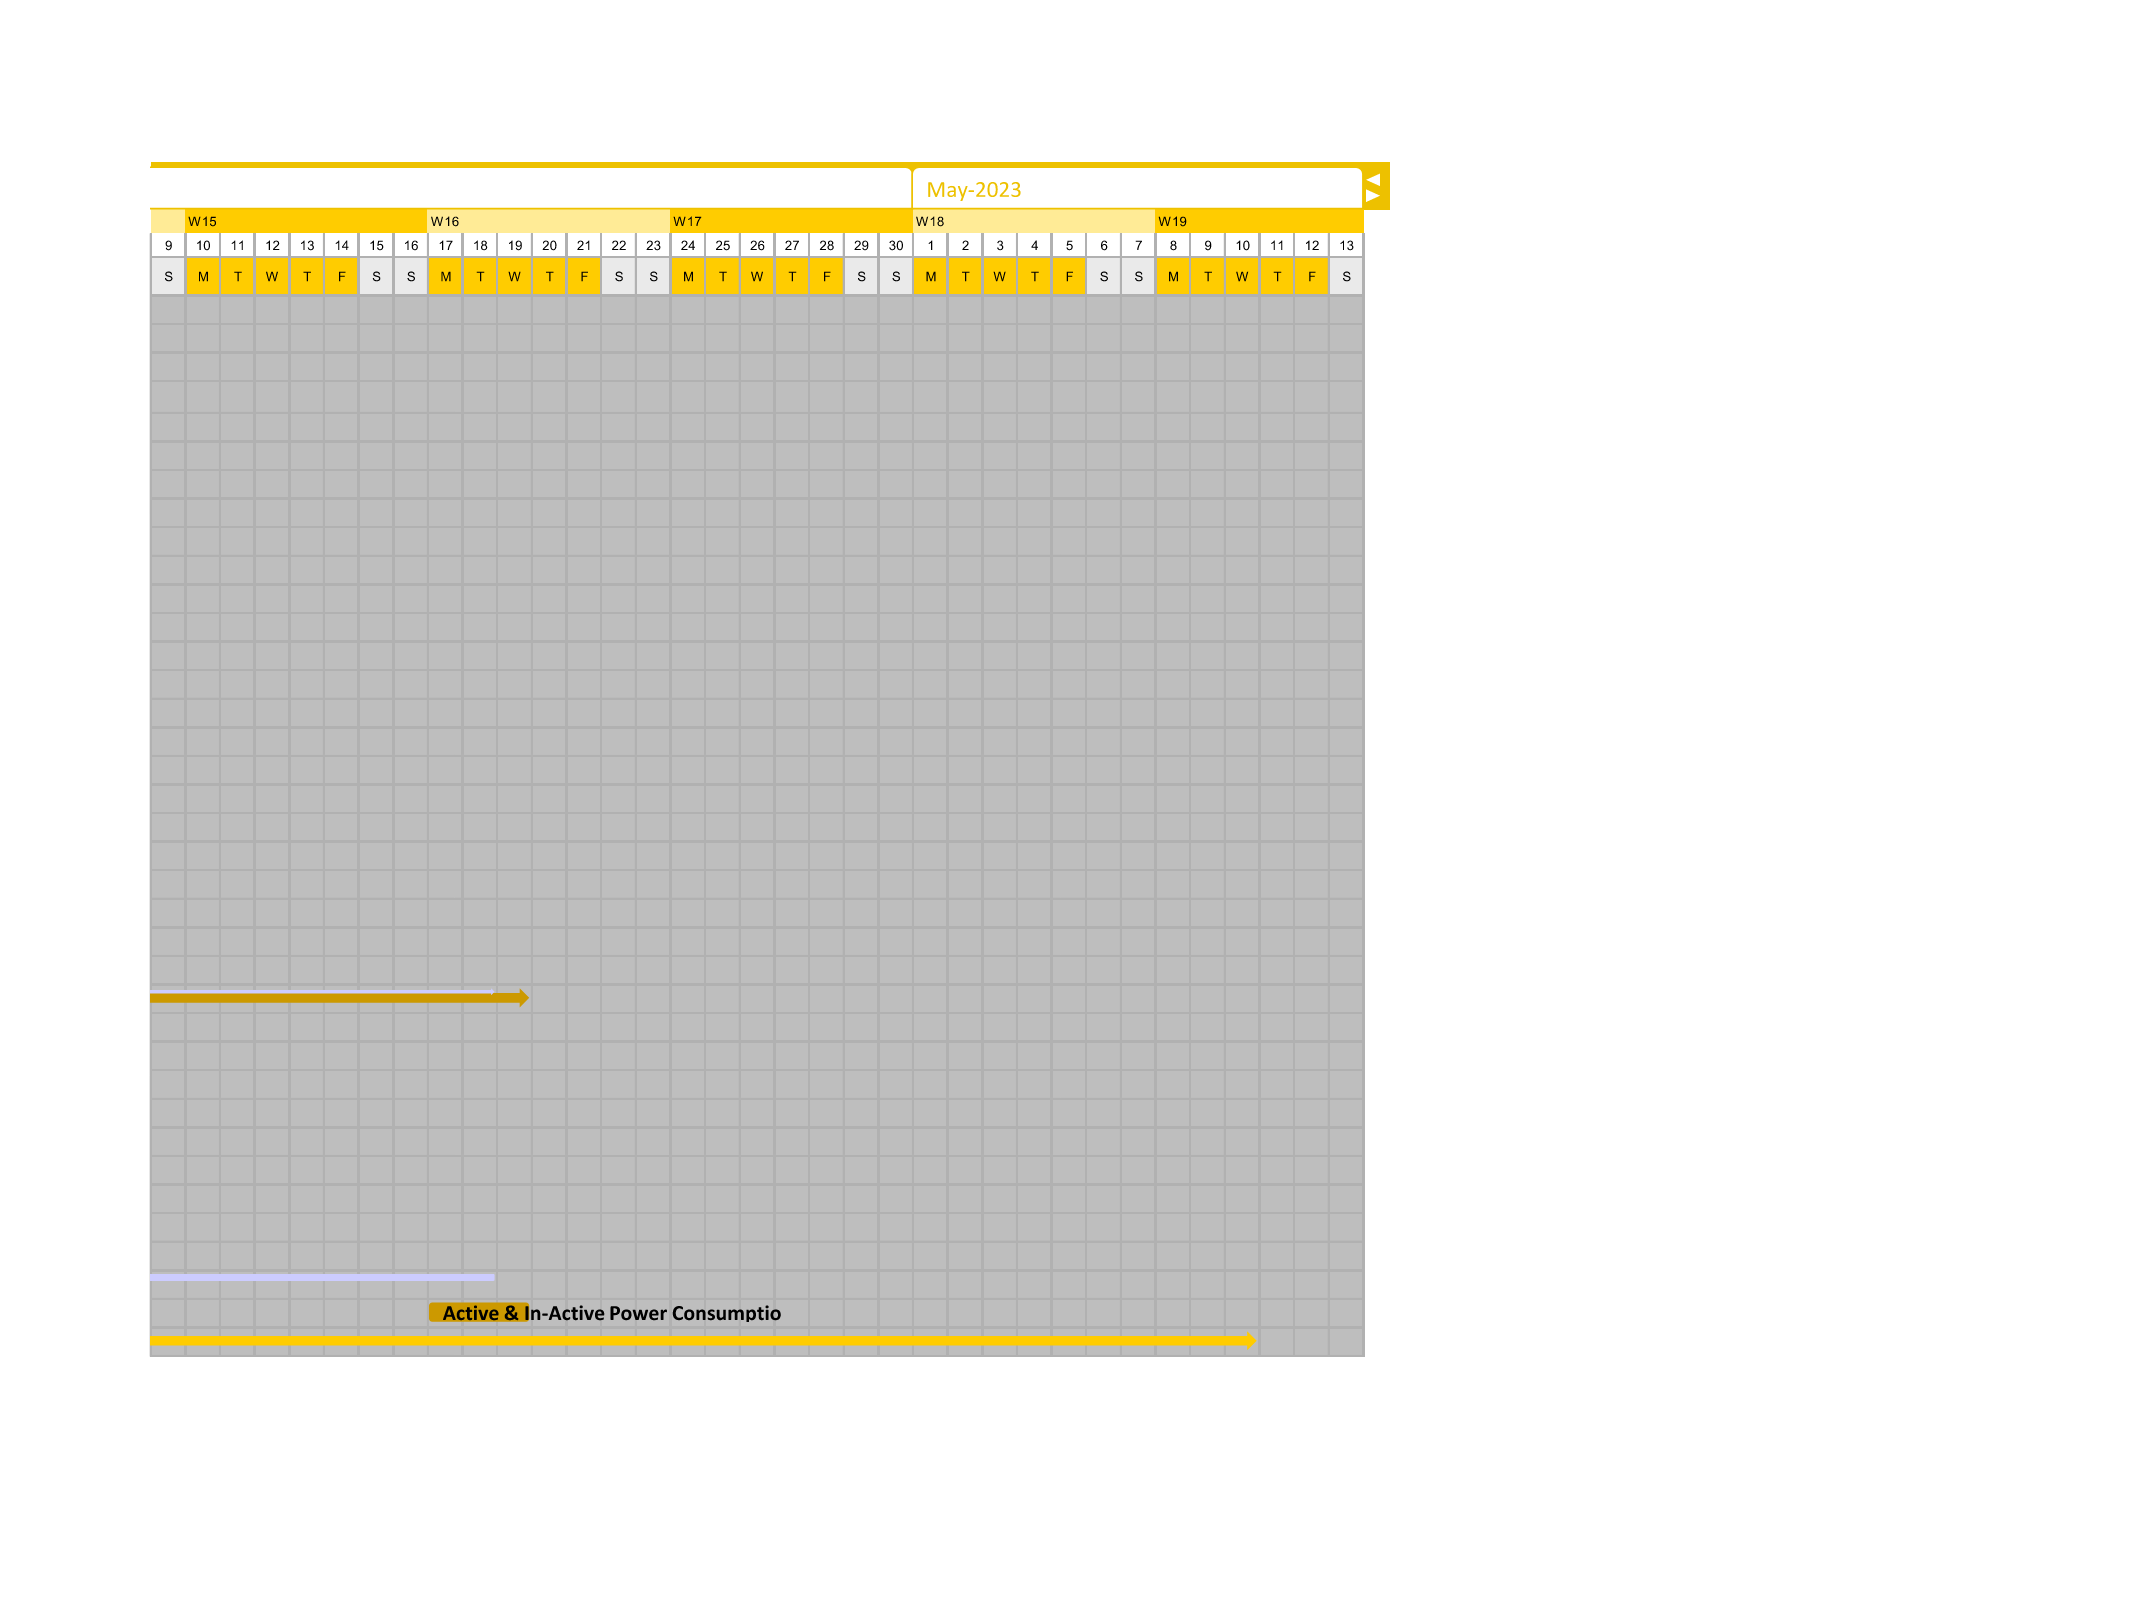 May-2023
W15 W16 W17 W18 W19
9 10 11 12 13 14 15 16 17 18 19 20 21 22 23 24 25 26 27 28 29 30 1 2 3 4 5 6 7 8 9 10 11 12 13
S M T W T F S S M T W T F S S M T W T F S S M T W T F S S M T W T F S
Active & In-Active Power Consumptio